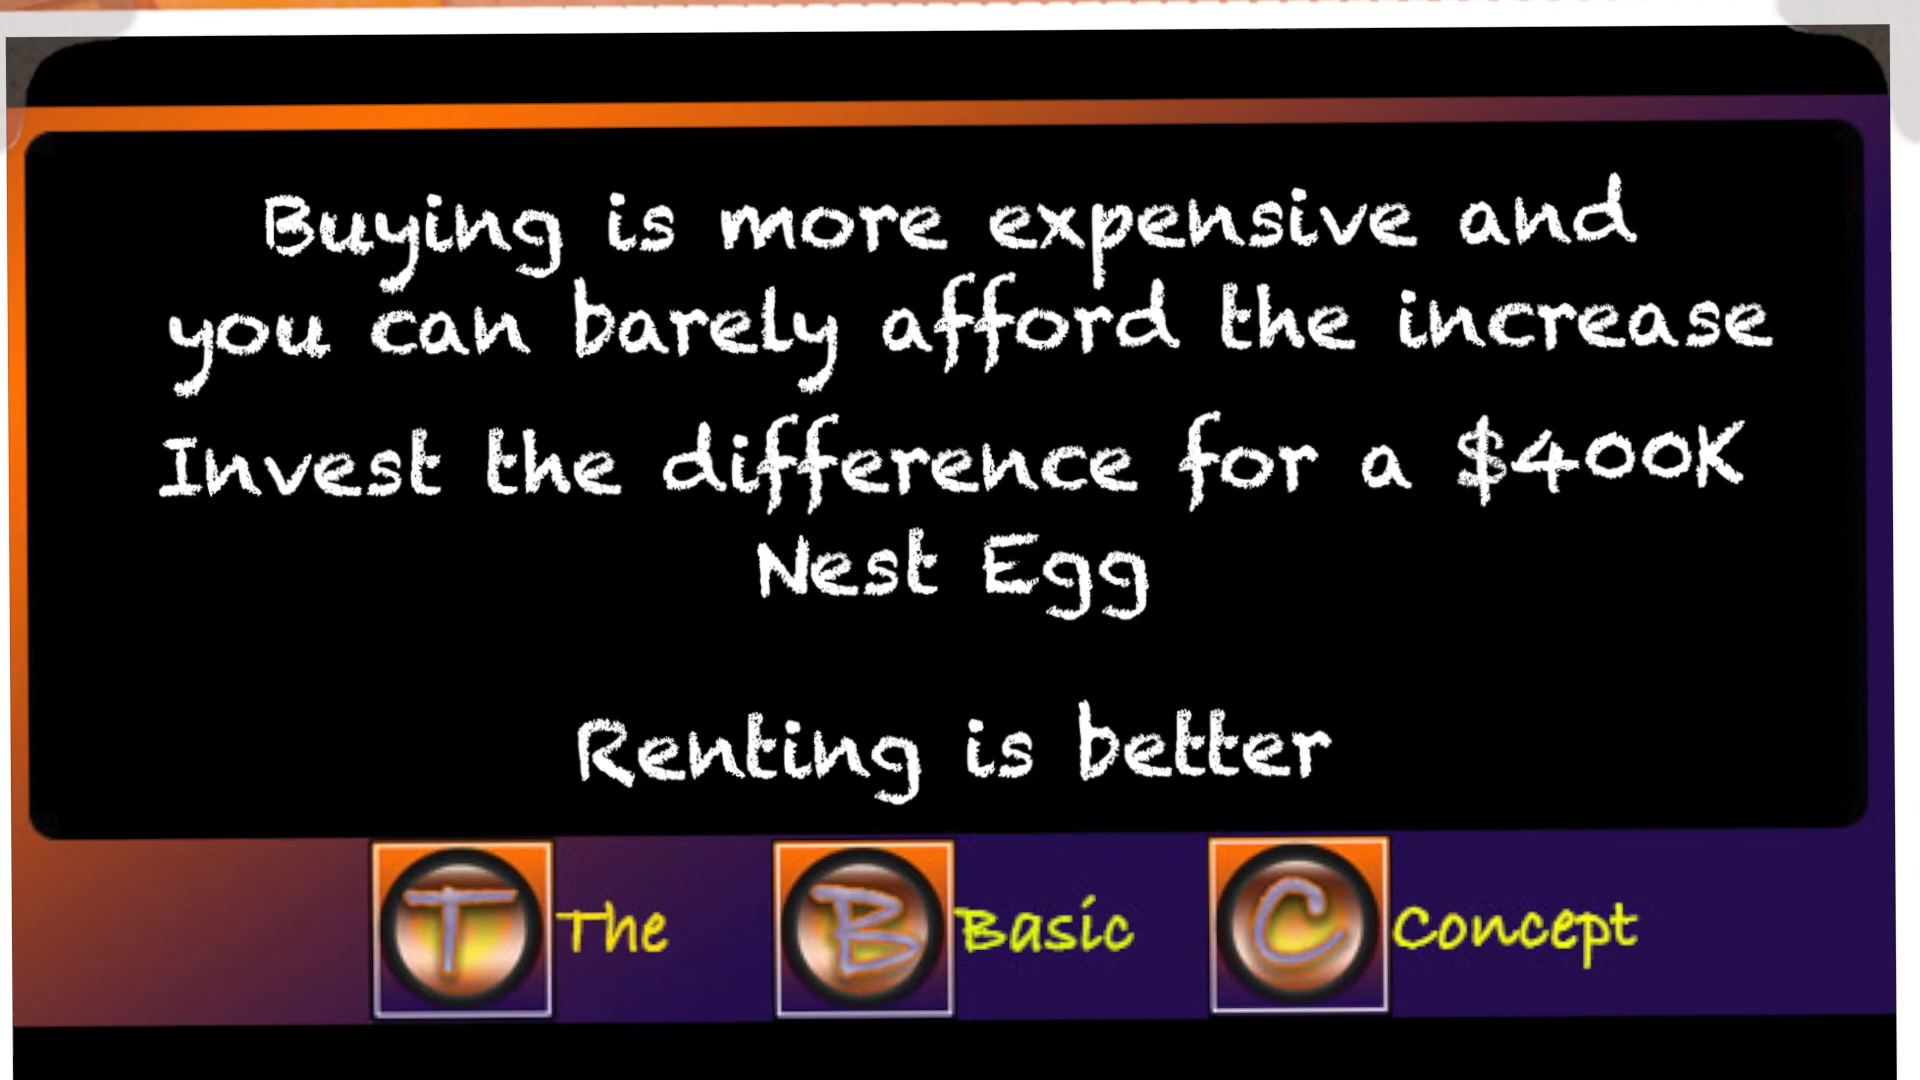 Buying is more expensive and
you can barely afford the increase
Invest the difference for a $400K
Nest Egg
Renting is better
T The B Basic C Concept